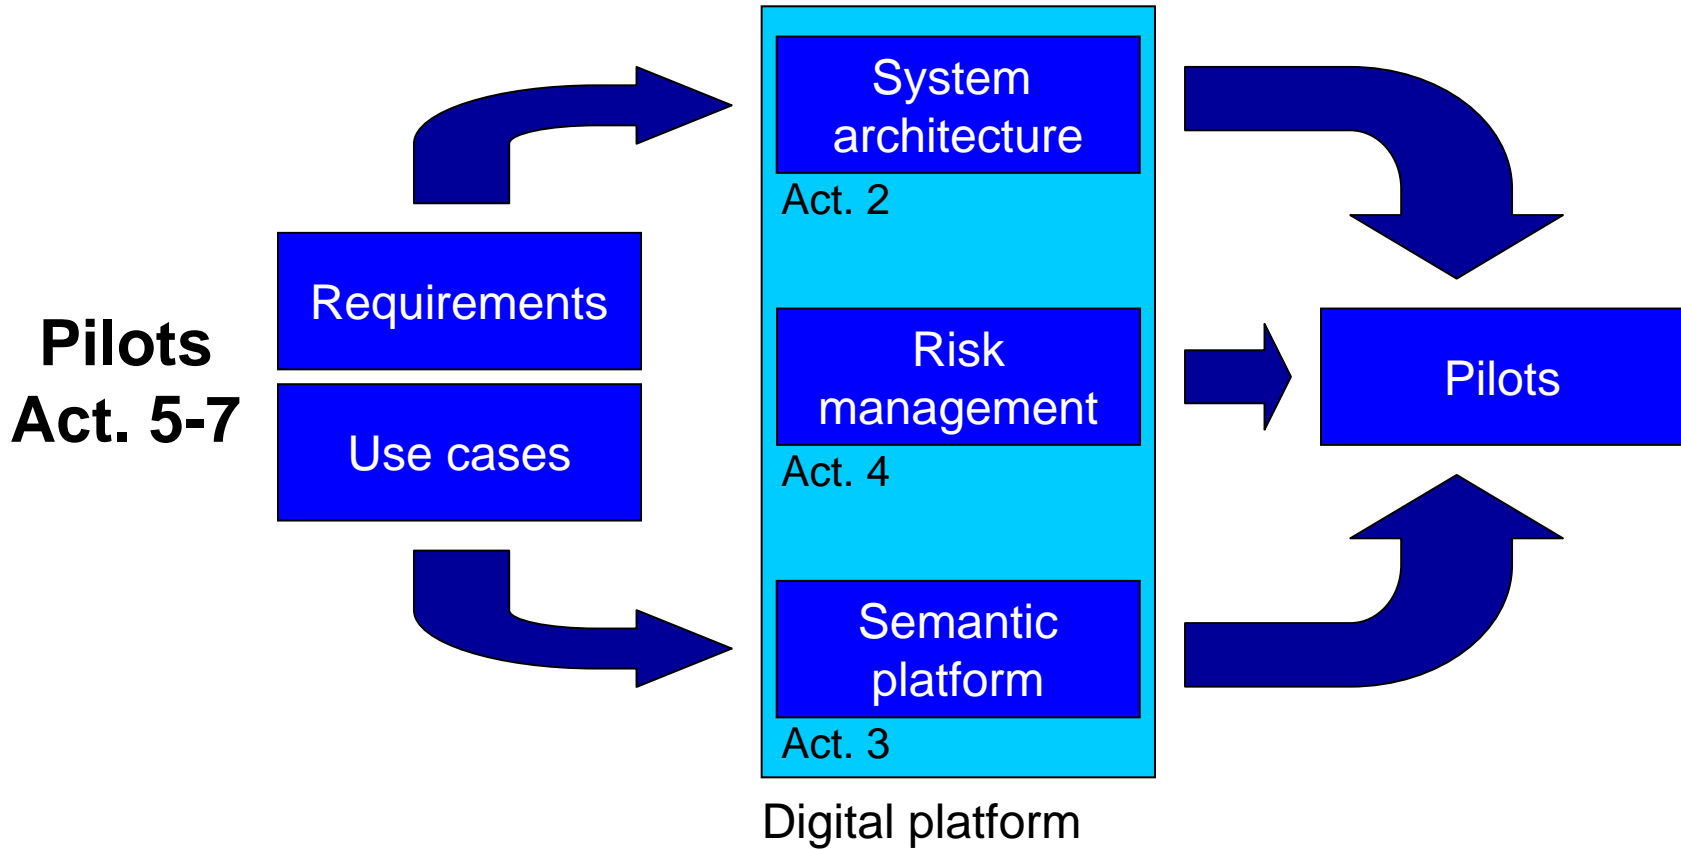 Pilots
Act. 5-7
Requirements
Use cases
System
architecture
Act. 2
Risk
management
Act. 4
Semantic
platform
Act. 3
Digital platform
Pilots